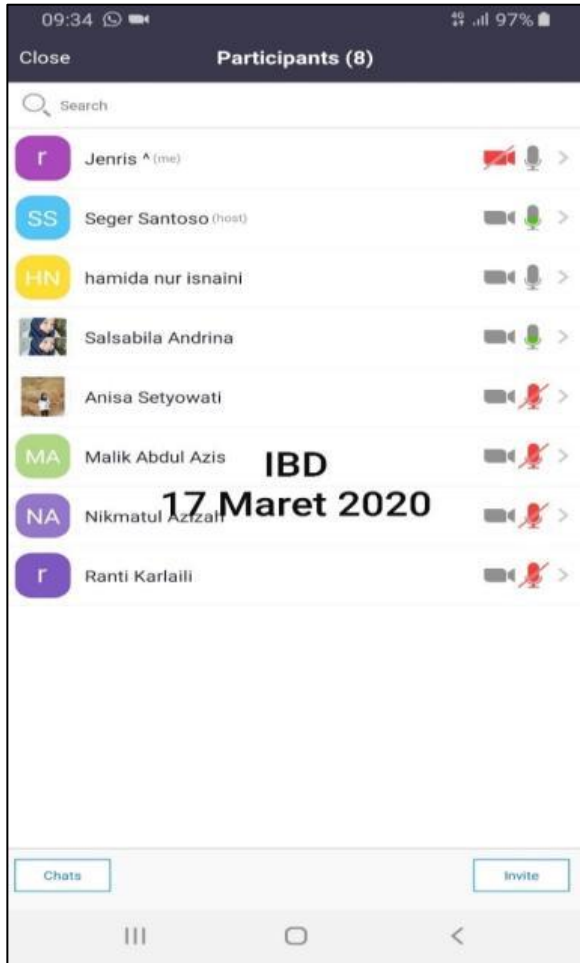 09:34 4G 97%
Close Participants (8)
Search
r Jenris ^ (me)
SS Seger Santoso (host)
HN hamida nur isnaini
Salsabila Andrina
Anisa Setyowati
MA Malik Abdul Azis
IBD
NA Nikmatul Azizah
17 Maret 2020
r Ranti Karlaili
Chats Invite